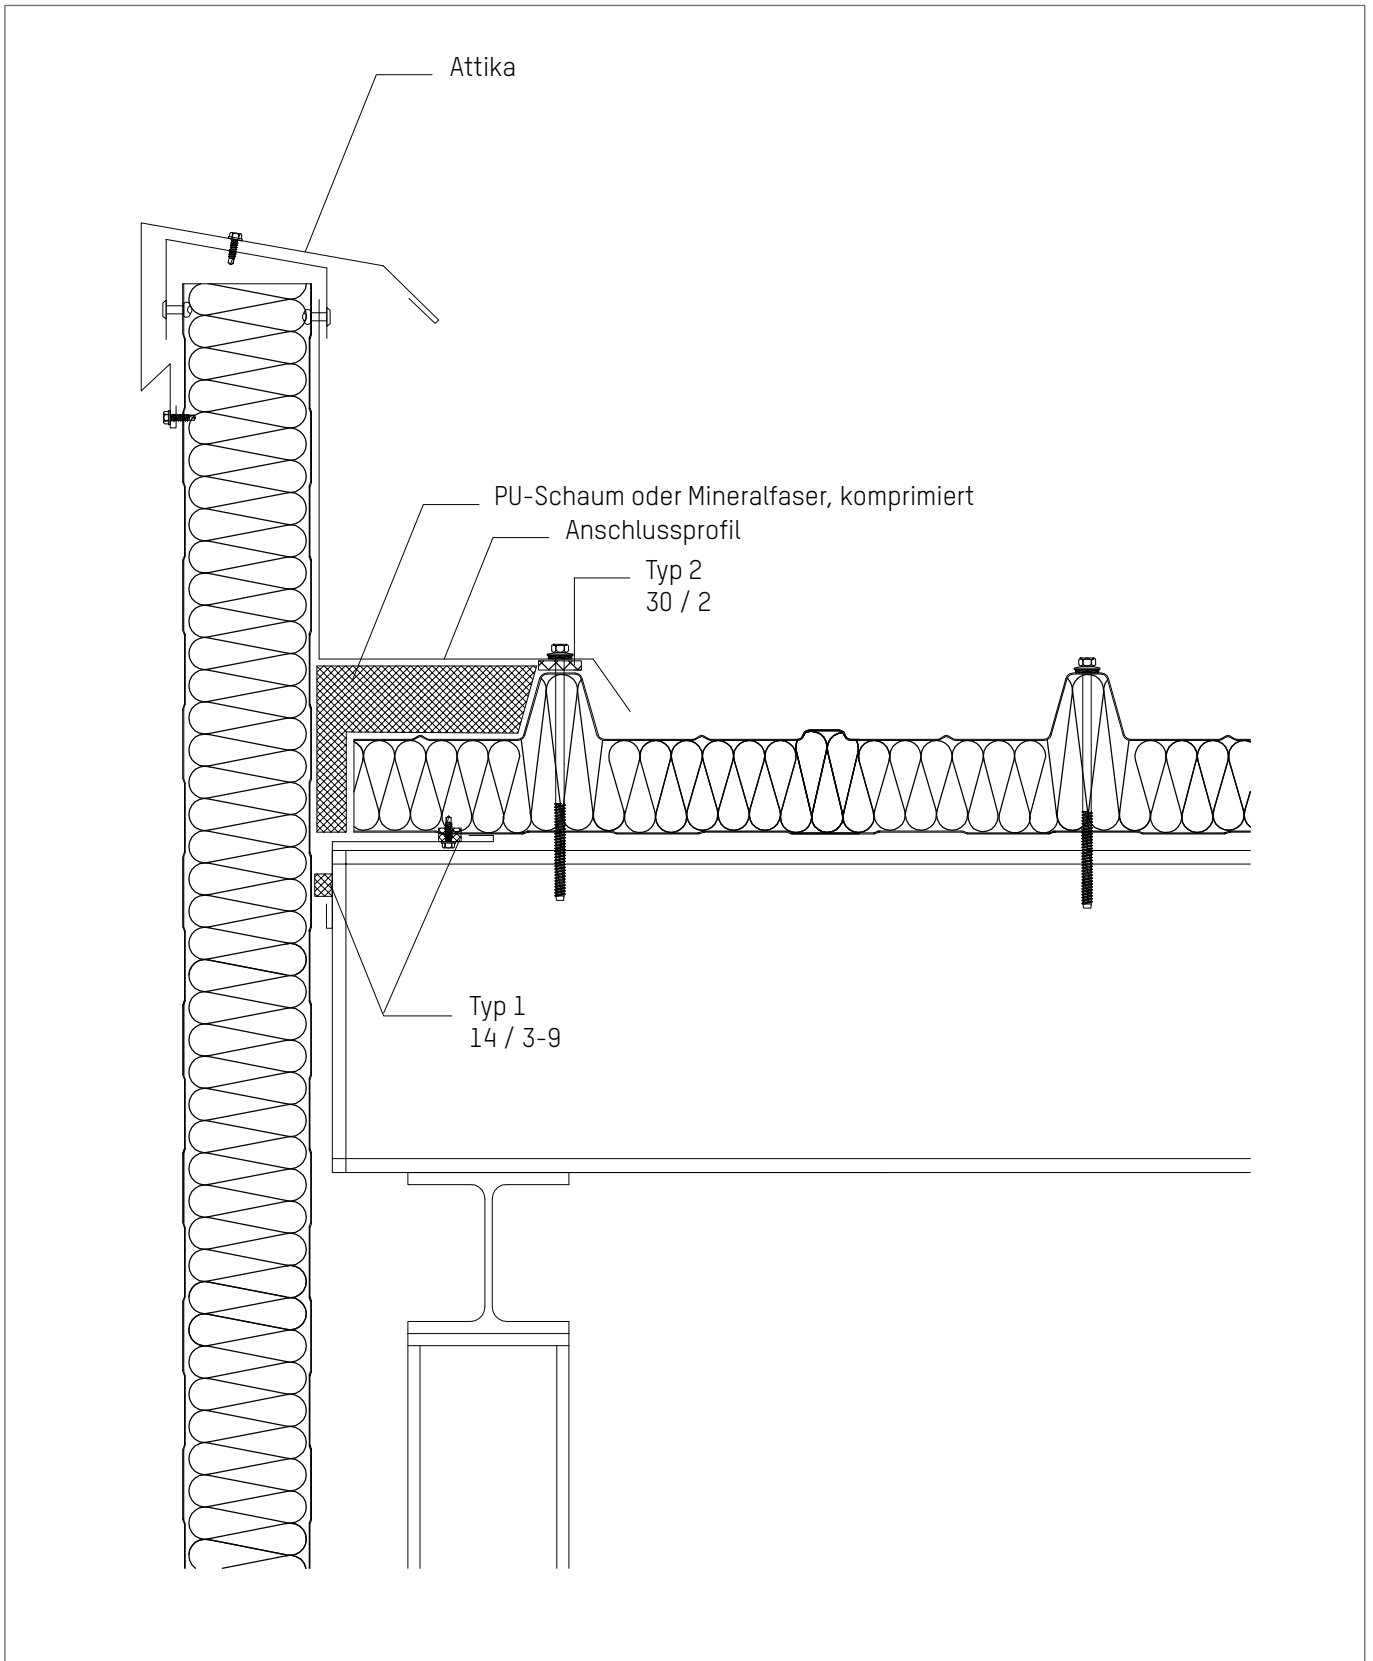 Attika
PU-Schaum oder Mineralfaser, komprimiert
Anschlussprofil
Typ 2
30 / 2
Typ 1
14 / 3-9